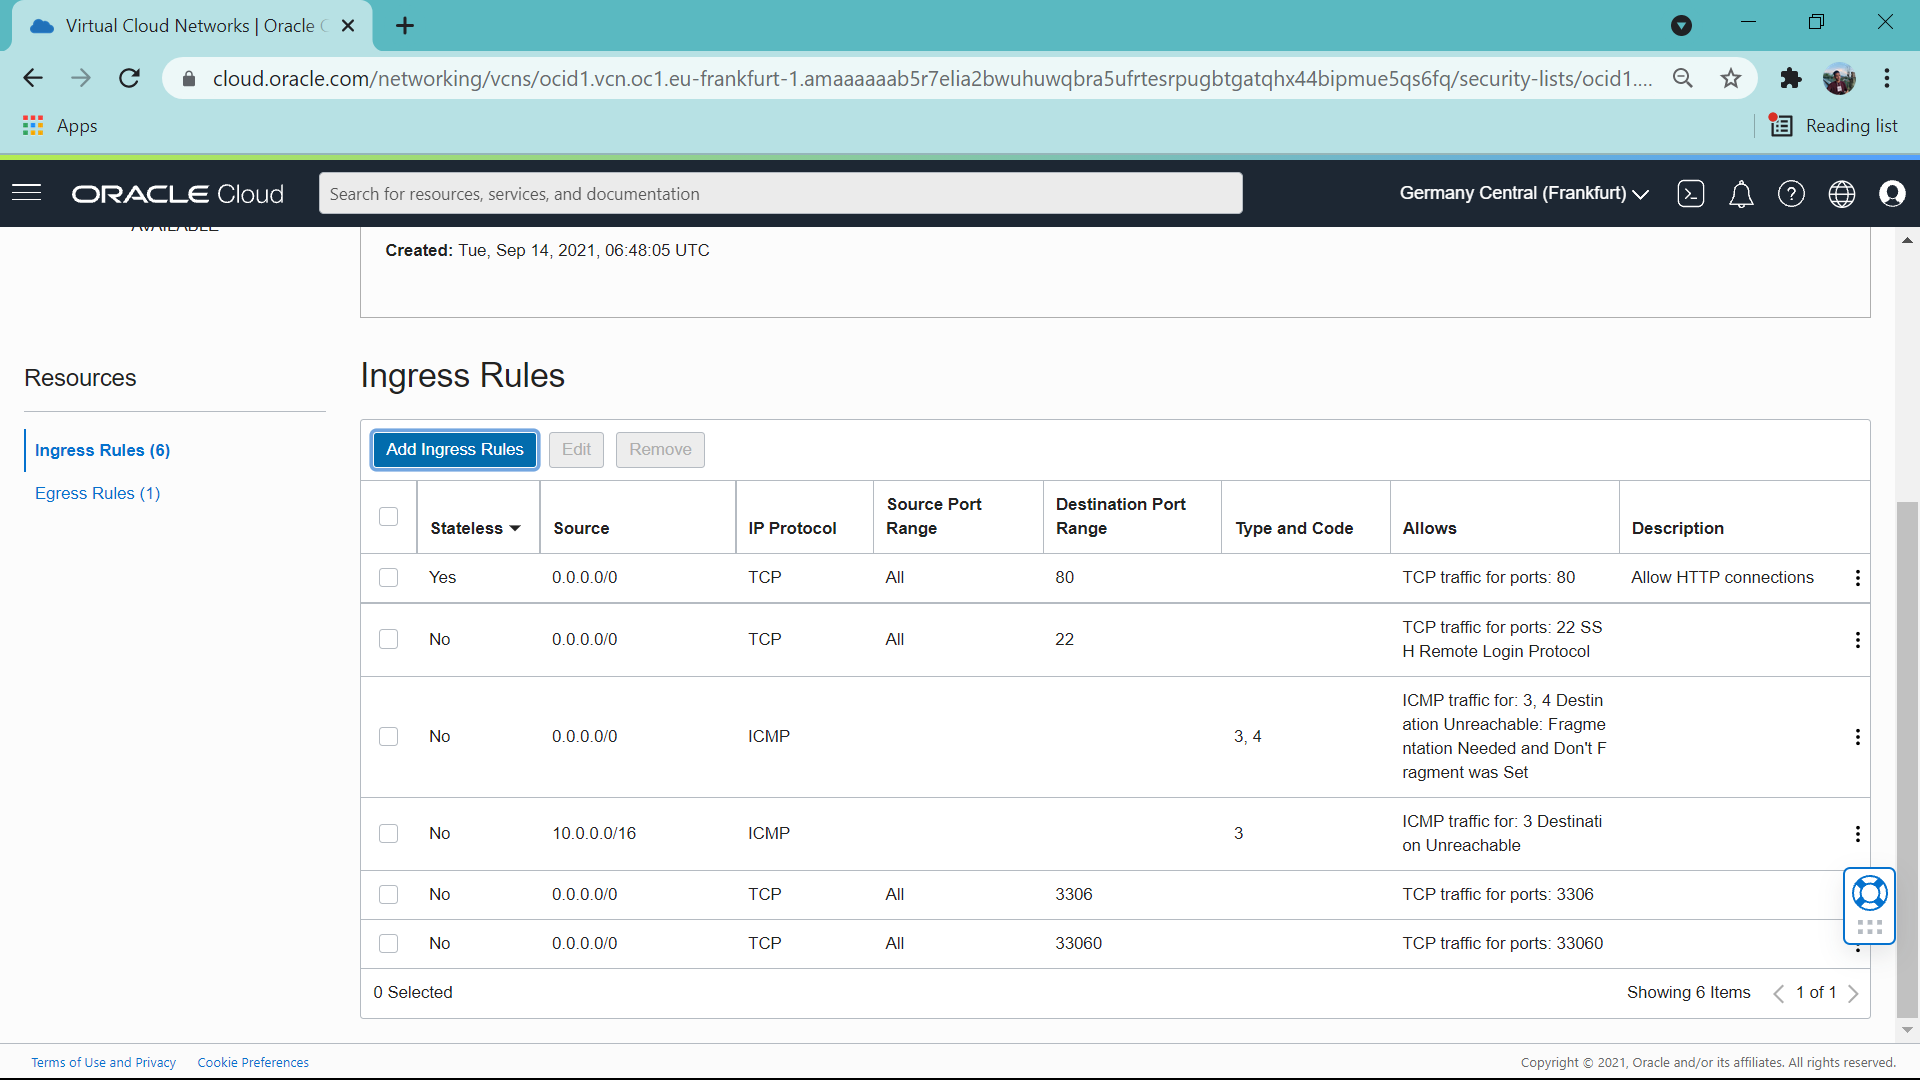 Virtual Cloud Networks | Oracle C
cloud.oracle.com/networking/vcns/ocid1.vcn.oc1.eu-frankfurt-1.amaaaaaab5r7elia2bwuhuwqbra5ufrtesrpugbtgatqhx44bipmue5qs6fq/security-lists/ocid1....
Apps
Reading list
ORACLE Cloud
Search for resources, services, and documentation
Germany Central (Frankfurt)
AVAILABLE
Created: Tue, Sep 14, 2021, 06:48:05 UTC
Resources
Ingress Rules (6)
Egress Rules (1)
Ingress Rules
Add Ingress Rules Edit Remove
Stateless Source IP Protocol Source Port Range Destination Port Range Type and Code Allows Description
Yes 0.0.0.0/0 TCP All 80 TCP traffic for ports: 80 Allow HTTP connections
No 0.0.0.0/0 TCP All 22 TCP traffic for ports: 22 SS
H Remote Login Protocol
No 0.0.0.0/0 ICMP 3, 4 ICMP traffic for: 3, 4 Destin
ation Unreachable: Fragme
ntation Needed and Don't F
ragment was Set
No 10.0.0.0/16 ICMP 3 ICMP traffic for: 3 Destinati
on Unreachable
No 0.0.0.0/0 TCP All 3306 TCP traffic for ports: 3306
No 0.0.0.0/0 TCP All 33060 TCP traffic for ports: 33060
0 Selected
Showing 6 Items 1 of 1
Terms of Use and Privacy Cookie Preferences
Copyright © 2021, Oracle and/or its affiliates. All rights reserved.